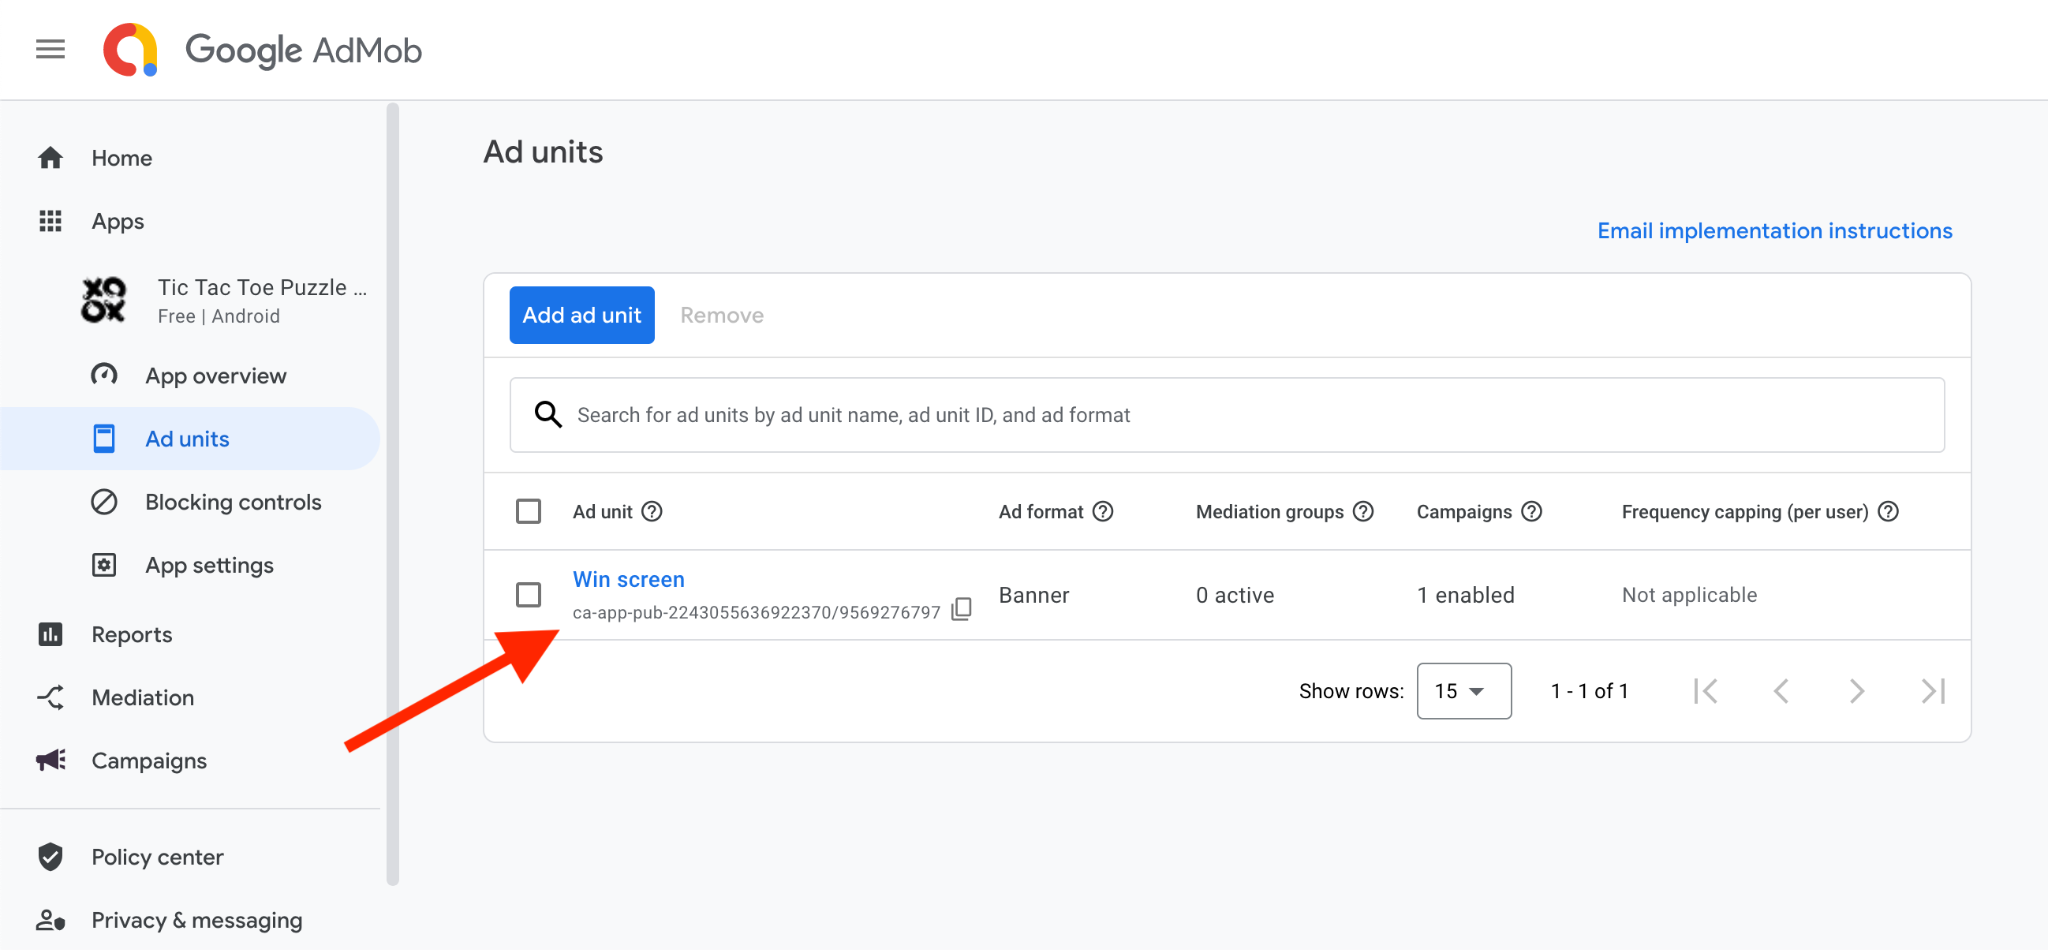 Google AdMob
Home
Apps
Tic Tac Toe Puzzle ...
Free | Android
App overview
Ad units
Blocking controls
App settings
Reports
Mediation
Campaigns
Policy center
Privacy & messaging
Ad units
Email implementation instructions
Add ad unit Remove
Search for ad units by ad unit name, ad unit ID, and ad format
Ad unit Ad format Mediation groups Campaigns Frequency capping (per user)
Win screen
ca-app-pub-2243055636922370/9569276797
Banner 0 active 1 enabled Not applicable
Show rows: 15 1 - 1 of 1